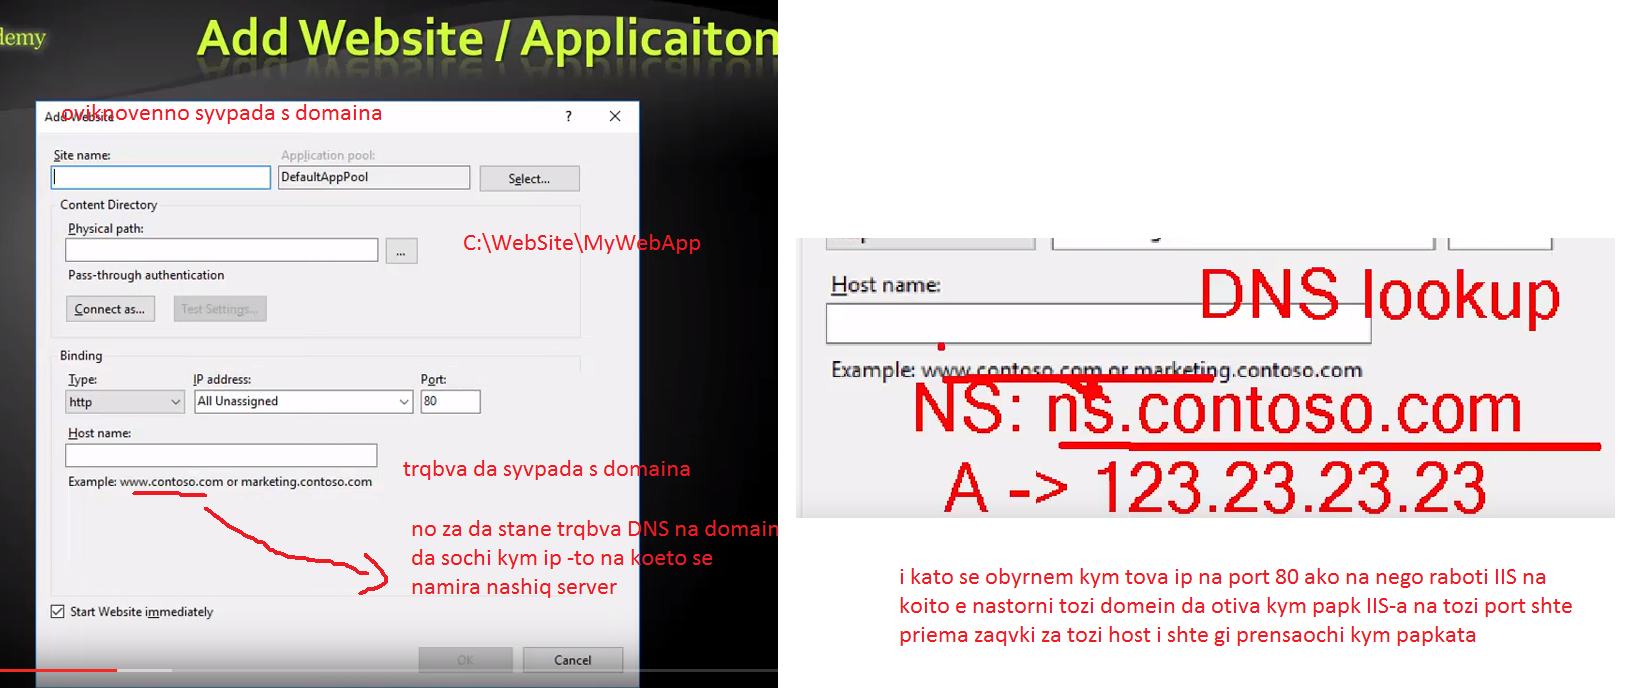 demy
Add Website / Applicaiton
oviknovenno syvpada s domaina
Add Website
?
Site name:
Application pool:
DefaultAppPool
Select...
Content Directory
Physical path:
...
C:\WebSite\MyWebApp
Pass-through authentication
Connect as...
Test Settings...
Binding
Type:
IP address:
Port:
http
All Unassigned
80
Host name:
trqbva da syvpada s domaina
Example: www.contoso.com or marketing.contoso.com
no za da stane trqbva DNS na domain
da sochi kym ip -to na koeto se
namira nashiq server
Start Website immediately
OK
Cancel
Host name:
DNS lookup
Example: www.contoso.com or marketing.contoso.com
NS: ns.contoso.com
A -> 123.23.23.23
i kato se obyrnem kym tova ip na port 80 ako na nego raboti IIS na
koito e nastorni tozi domein da otiva kym papk IIS-a na tozi port shte
priema zaqvki za tozi host i shte gi prensaochi kym papkata